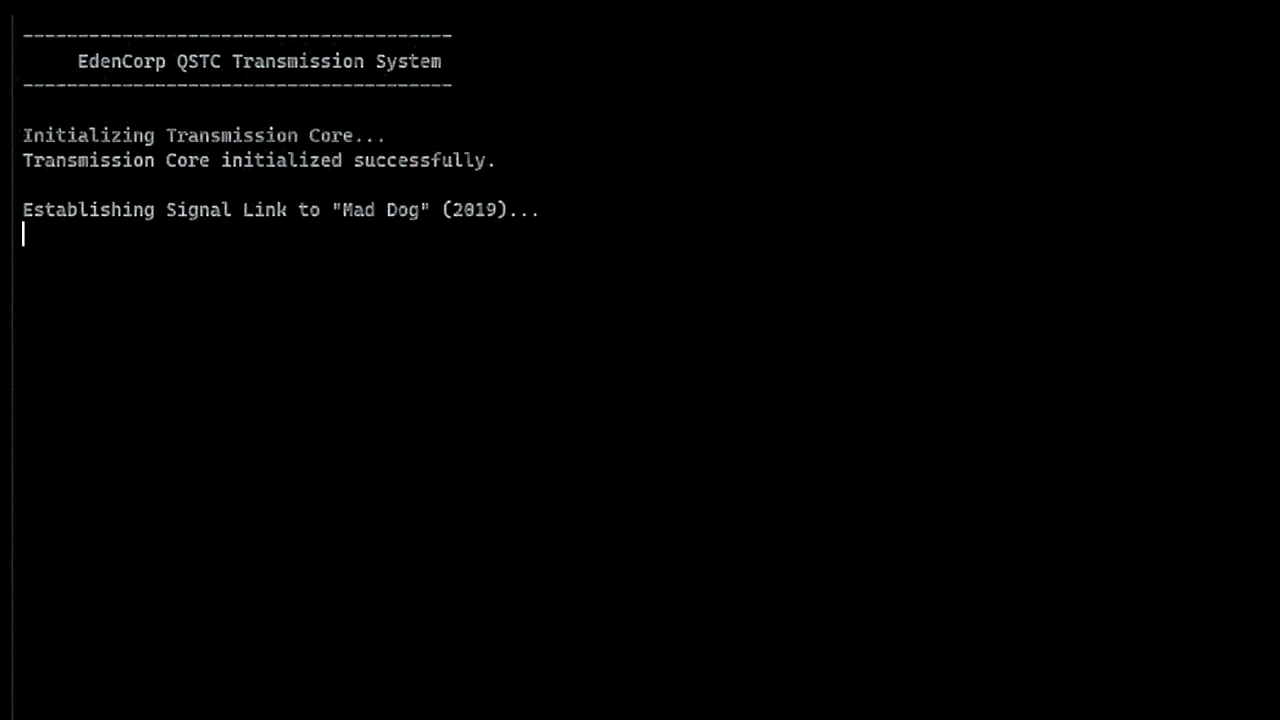 ---------------------------------------
EdenCorp QSTC Transmission System
---------------------------------------
Initializing Transmission Core...
Transmission Core initialized successfully.
Establishing Signal Link to "Mad Dog" (2019)...